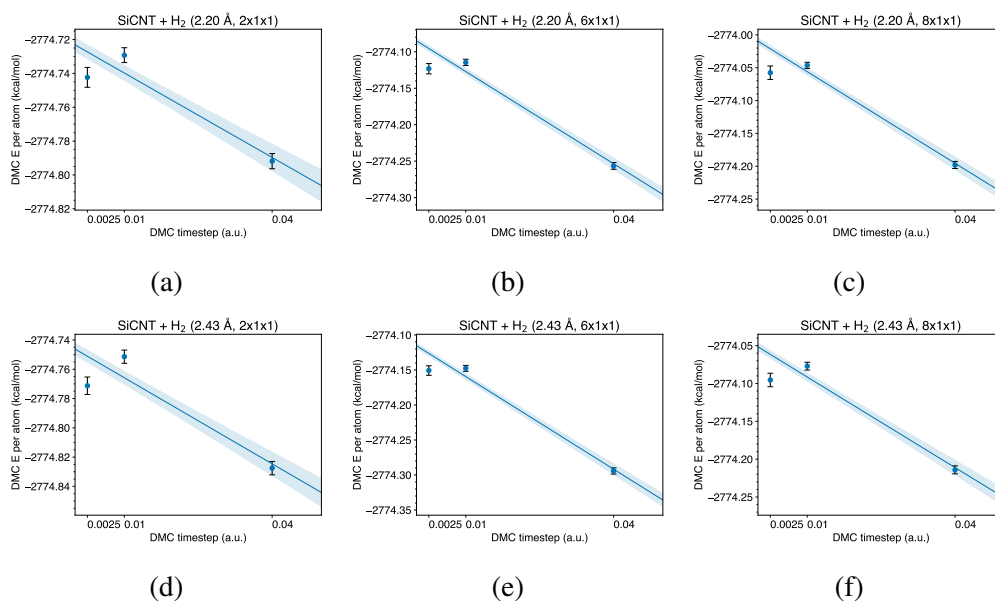 SiCNT + H₂ (2.20 Å, 2x1x1)
DMC E per atom (kcal/mol)
−2774.72
−2774.74
−2774.76
−2774.78
−2774.80
−2774.82
0.0025 0.01 0.04
DMC timestep (a.u.)
(a)
SiCNT + H₂ (2.20 Å, 6x1x1)
DMC E per atom (kcal/mol)
−2774.10
−2774.15
−2774.20
−2774.25
−2774.30
0.0025 0.01 0.04
DMC timestep (a.u.)
(b)
SiCNT + H₂ (2.20 Å, 8x1x1)
DMC E per atom (kcal/mol)
−2774.00
−2774.05
−2774.10
−2774.15
−2774.20
−2774.25
0.0025 0.01 0.04
DMC timestep (a.u.)
(c)
SiCNT + H₂ (2.43 Å, 2x1x1)
DMC E per atom (kcal/mol)
−2774.74
−2774.76
−2774.78
−2774.80
−2774.82
−2774.84
0.0025 0.01 0.04
DMC timestep (a.u.)
(d)
SiCNT + H₂ (2.43 Å, 6x1x1)
DMC E per atom (kcal/mol)
−2774.10
−2774.15
−2774.20
−2774.25
−2774.30
−2774.35
0.0025 0.01 0.04
DMC timestep (a.u.)
(e)
SiCNT + H₂ (2.43 Å, 8x1x1)
DMC E per atom (kcal/mol)
−2774.05
−2774.10
−2774.15
−2774.20
−2774.25
0.0025 0.01 0.04
DMC timestep (a.u.)
(f)